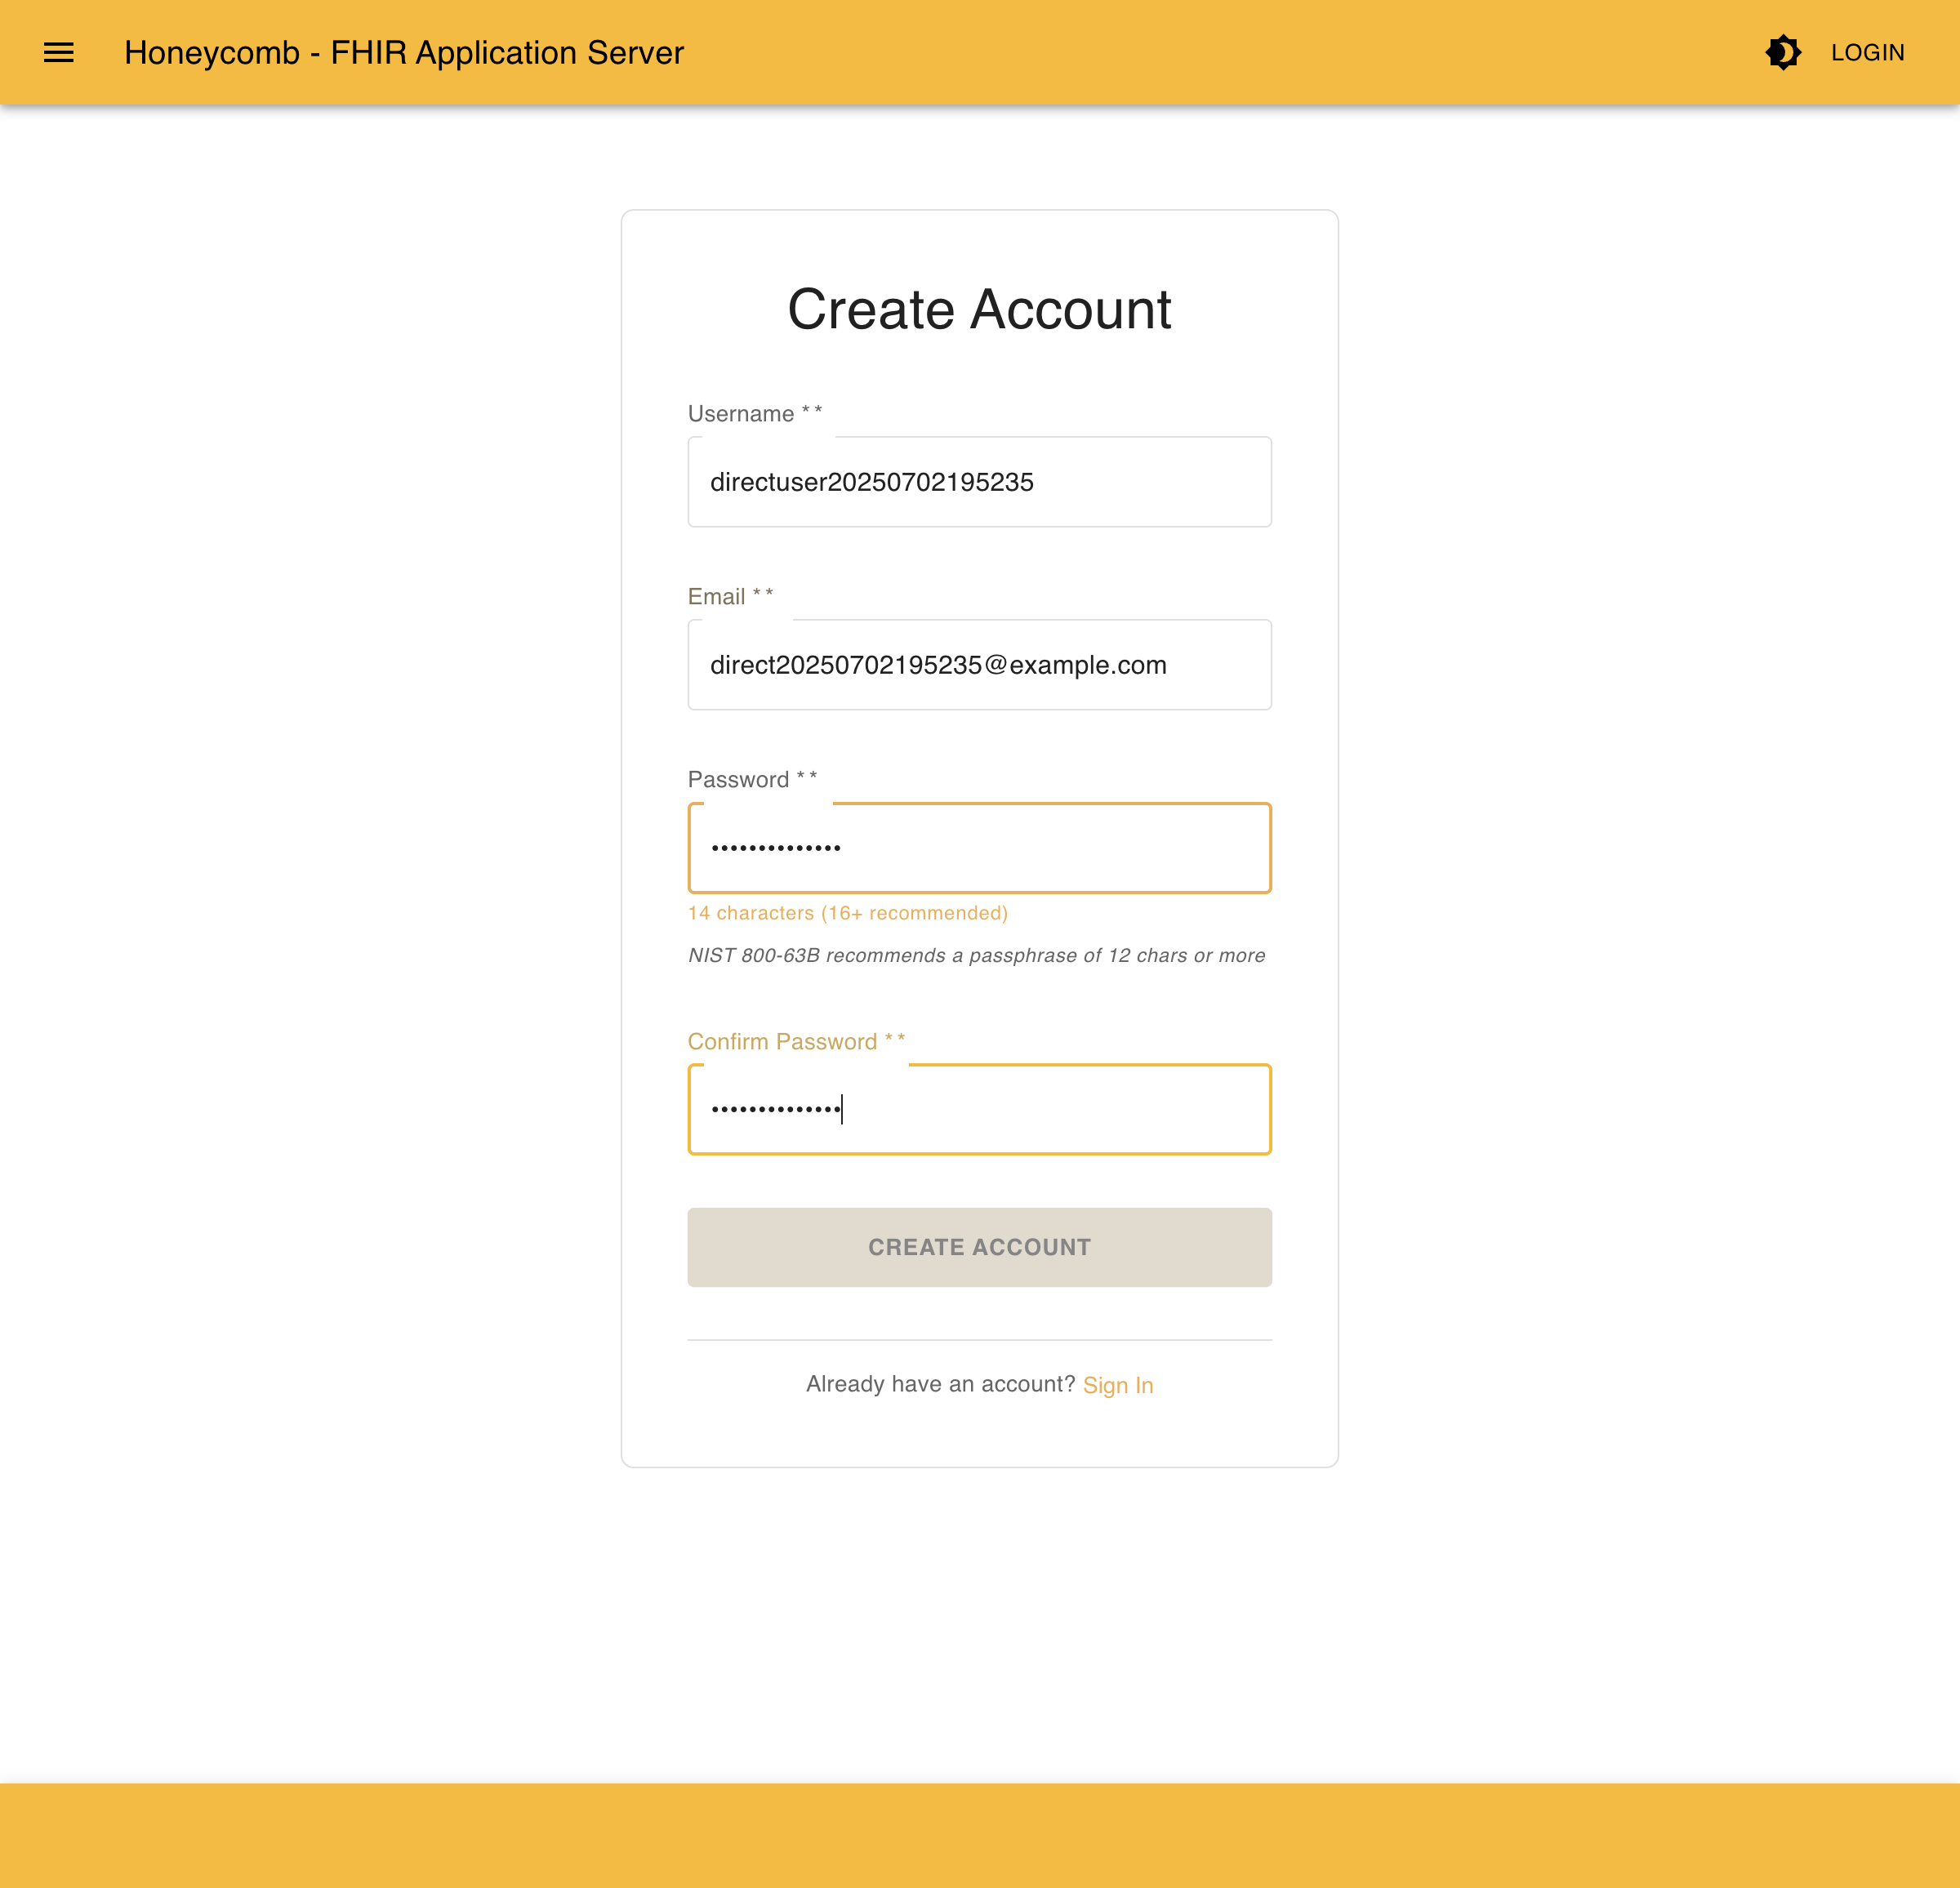 Honeycomb - FHIR Application Server
LOGIN
Create Account
Username * *
directuser20250702195235
Email * *
direct20250702195235@example.com
Password * *
••••••••••••••
14 characters (16+ recommended)
NIST 800-63B recommends a passphrase of 12 chars or more
Confirm Password * *
••••••••••••••
CREATE ACCOUNT
Already have an account? Sign In